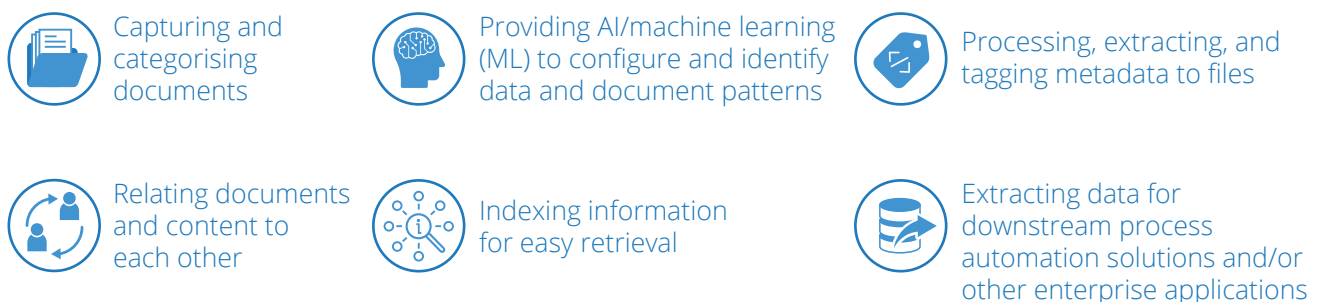 Capturing and
categorising
documents
Providing AI/machine learning
(ML) to configure and identify
data and document patterns
Processing, extracting, and
tagging metadata to files
Relating documents
and content to
each other
Indexing information
for easy retrieval
Extracting data for
downstream process
automation solutions and/or
other enterprise applications